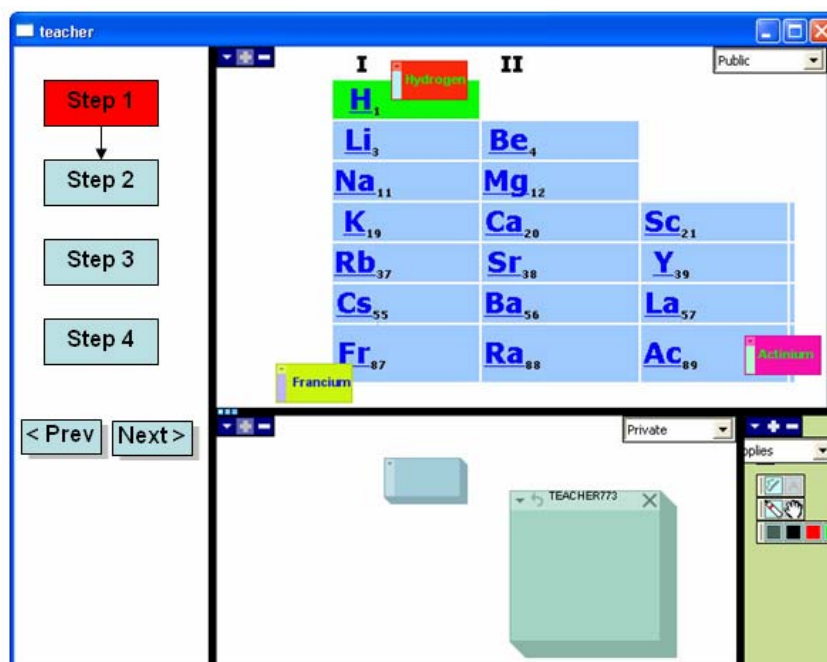 teacher
Step 1
Step 2
Step 3
Step 4
< Prev Next >
I II
Public
Hydrogen
H1
Li3 Be4
Na11 Mg12
K19 Ca20 Sc21
Rb37 Sr38 Y39
Cs55 Ba56 La57
Fr87 Ra88 Ac89
Actinium
Francium
Private
pplies
TEACHER773